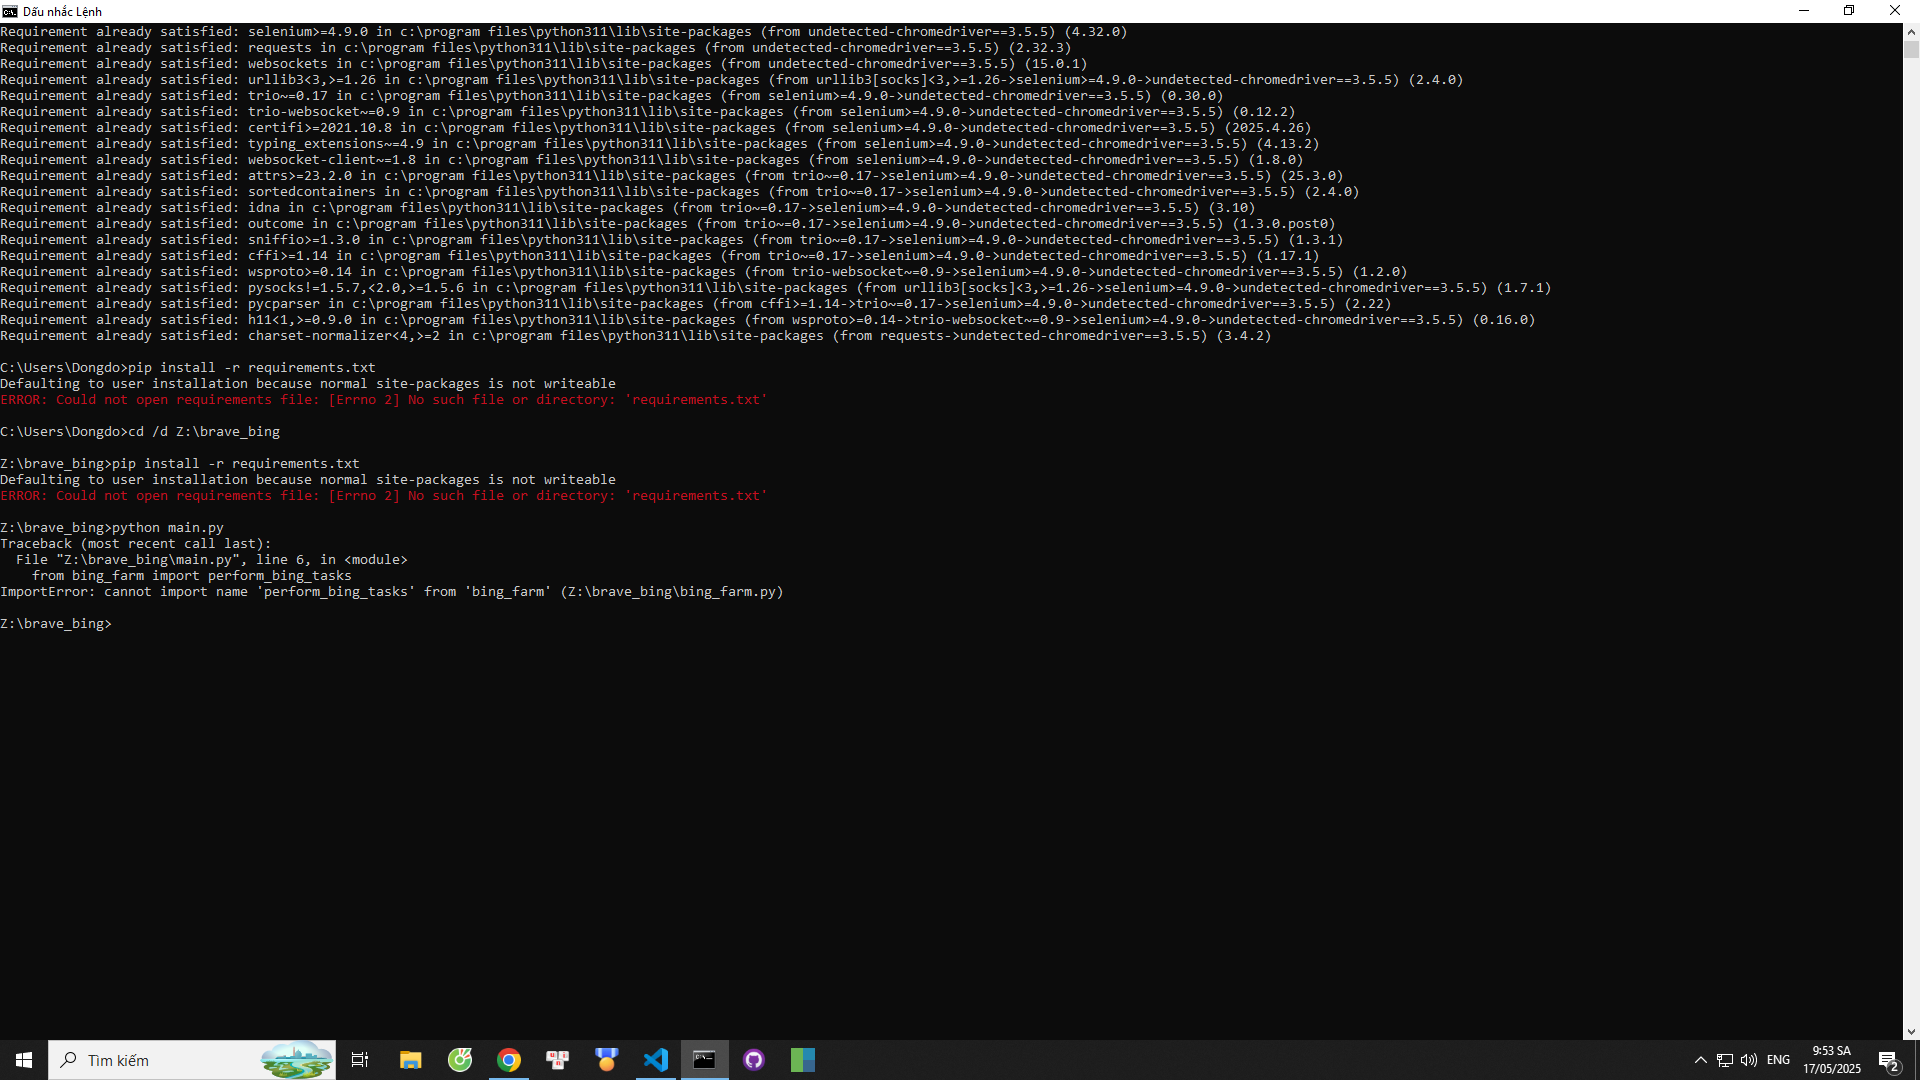 Dấu nhắc Lệnh
Requirement already satisfied: selenium>=4.9.0 in c:\program files\python311\lib\site-packages (from undetected-chromedriver==3.5.5) (4.32.0)
Requirement already satisfied: requests in c:\program files\python311\lib\site-packages (from undetected-chromedriver==3.5.5) (2.32.3)
Requirement already satisfied: websockets in c:\program files\python311\lib\site-packages (from undetected-chromedriver==3.5.5) (15.0.1)
Requirement already satisfied: urllib3<3,>=1.26 in c:\program files\python311\lib\site-packages (from urllib3[socks]<3,>=1.26->selenium>=4.9.0->undetected-chromedriver==3.5.5) (2.4.0)
Requirement already satisfied: trio~=0.17 in c:\program files\python311\lib\site-packages (from selenium>=4.9.0->undetected-chromedriver==3.5.5) (0.30.0)
Requirement already satisfied: trio-websocket~=0.9 in c:\program files\python311\lib\site-packages (from selenium>=4.9.0->undetected-chromedriver==3.5.5) (0.12.2)
Requirement already satisfied: certifi>=2021.10.8 in c:\program files\python311\lib\site-packages (from selenium>=4.9.0->undetected-chromedriver==3.5.5) (2025.4.26)
Requirement already satisfied: typing_extensions~=4.9 in c:\program files\python311\lib\site-packages (from selenium>=4.9.0->undetected-chromedriver==3.5.5) (4.13.2)
Requirement already satisfied: websocket-client~=1.8 in c:\program files\python311\lib\site-packages (from selenium>=4.9.0->undetected-chromedriver==3.5.5) (1.8.0)
Requirement already satisfied: attrs>=23.2.0 in c:\program files\python311\lib\site-packages (from trio~=0.17->selenium>=4.9.0->undetected-chromedriver==3.5.5) (25.3.0)
Requirement already satisfied: sortedcontainers in c:\program files\python311\lib\site-packages (from trio~=0.17->selenium>=4.9.0->undetected-chromedriver==3.5.5) (2.4.0)
Requirement already satisfied: idna in c:\program files\python311\lib\site-packages (from trio~=0.17->selenium>=4.9.0->undetected-chromedriver==3.5.5) (3.10)
Requirement already satisfied: outcome in c:\program files\python311\lib\site-packages (from trio~=0.17->selenium>=4.9.0->undetected-chromedriver==3.5.5) (1.3.0.post0)
Requirement already satisfied: sniffio>=1.3.0 in c:\program files\python311\lib\site-packages (from trio~=0.17->selenium>=4.9.0->undetected-chromedriver==3.5.5) (1.3.1)
Requirement already satisfied: cffi>=1.14 in c:\program files\python311\lib\site-packages (from trio~=0.17->selenium>=4.9.0->undetected-chromedriver==3.5.5) (1.17.1)
Requirement already satisfied: wsproto>=0.14 in c:\program files\python311\lib\site-packages (from trio-websocket~=0.9->selenium>=4.9.0->undetected-chromedriver==3.5.5) (1.2.0)
Requirement already satisfied: pysocks!=1.5.7,<2.0,>=1.5.6 in c:\program files\python311\lib\site-packages (from urllib3[socks]<3,>=1.26->selenium>=4.9.0->undetected-chromedriver==3.5.5) (1.7.1)
Requirement already satisfied: pycparser in c:\program files\python311\lib\site-packages (from cffi>=1.14->trio~=0.17->selenium>=4.9.0->undetected-chromedriver==3.5.5) (2.22)
Requirement already satisfied: h11<1,>=0.9.0 in c:\program files\python311\lib\site-packages (from wsproto>=0.14->trio-websocket~=0.9->selenium>=4.9.0->undetected-chromedriver==3.5.5) (0.16.0)
Requirement already satisfied: charset-normalizer<4,>=2 in c:\program files\python311\lib\site-packages (from requests->undetected-chromedriver==3.5.5) (3.4.2)
C:\Users\Dongdo>pip install -r requirements.txt
Defaulting to user installation because normal site-packages is not writeable
ERROR: Could not open requirements file: [Errno 2] No such file or directory: 'requirements.txt'
C:\Users\Dongdo>cd /d Z:\brave_bing
Z:\brave_bing>pip install -r requirements.txt
Defaulting to user installation because normal site-packages is not writeable
ERROR: Could not open requirements file: [Errno 2] No such file or directory: 'requirements.txt'
Z:\brave_bing>python main.py
Traceback (most recent call last):
  File "Z:\brave_bing\main.py", line 6, in <module>
    from bing_farm import perform_bing_tasks
ImportError: cannot import name 'perform_bing_tasks' from 'bing_farm' (Z:\brave_bing\bing_farm.py)
Z:\brave_bing>
Tìm kiếm
ENG
9:53 SA
17/05/2025
2